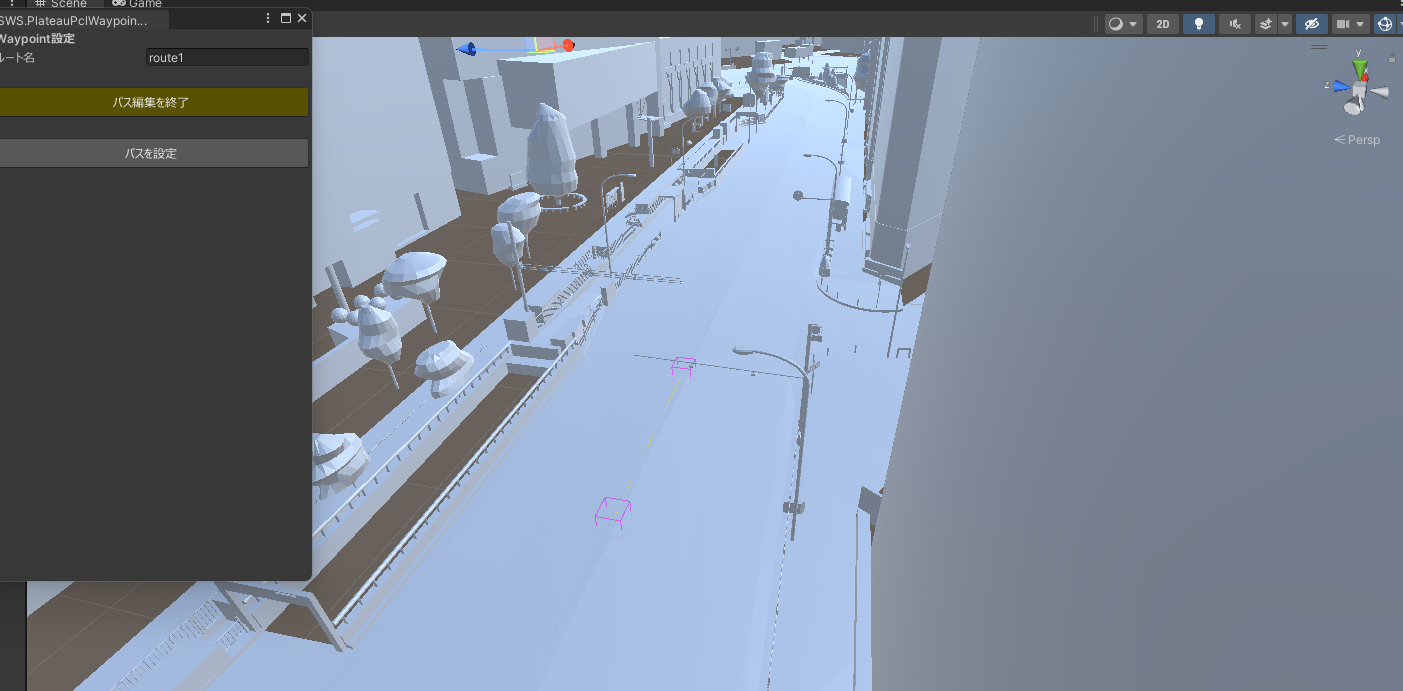 Scene Game
SWS.PlateauPclWaypoin...
Waypoint設定
ルート名 route1
パス編集を終了
パスを設定
2D
y
x
z
Persp